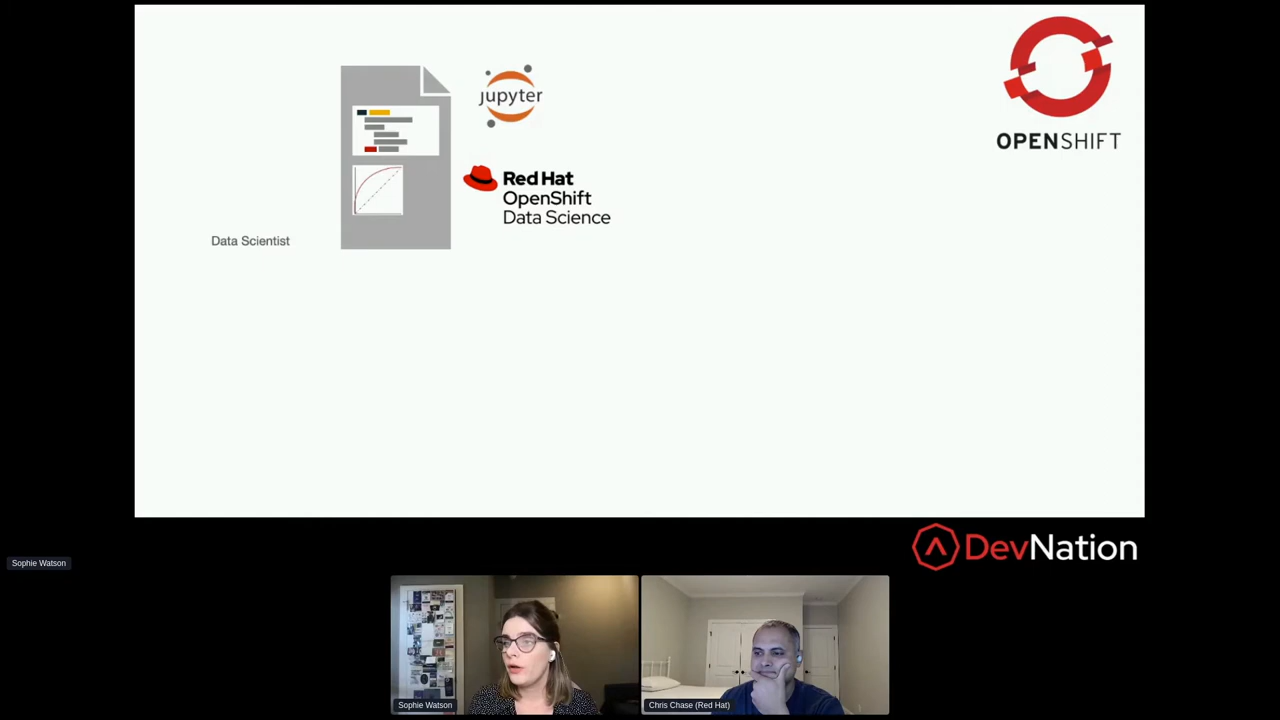 jupyter
OPENSHIFT
Red Hat
OpenShift
Data Science
Data Scientist
DevNation
Sophie Watson
Sophie Watson
Chris Chase (Red Hat)